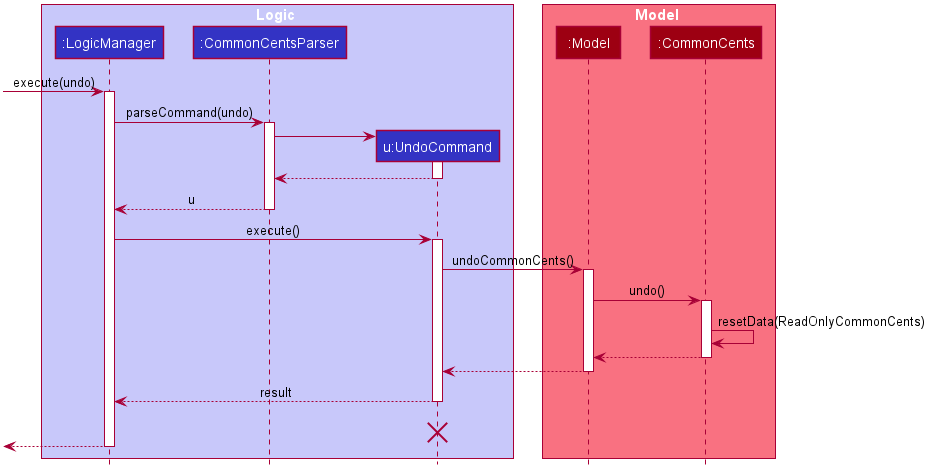 Logic
Model
:LogicManager
:CommonCentsParser
:Model
:CommonCents
execute(undo)
parseCommand(undo)
u:UndoCommand
u
execute()
undoCommonCents()
undo()
resetData(ReadOnlyCommonCents)
result